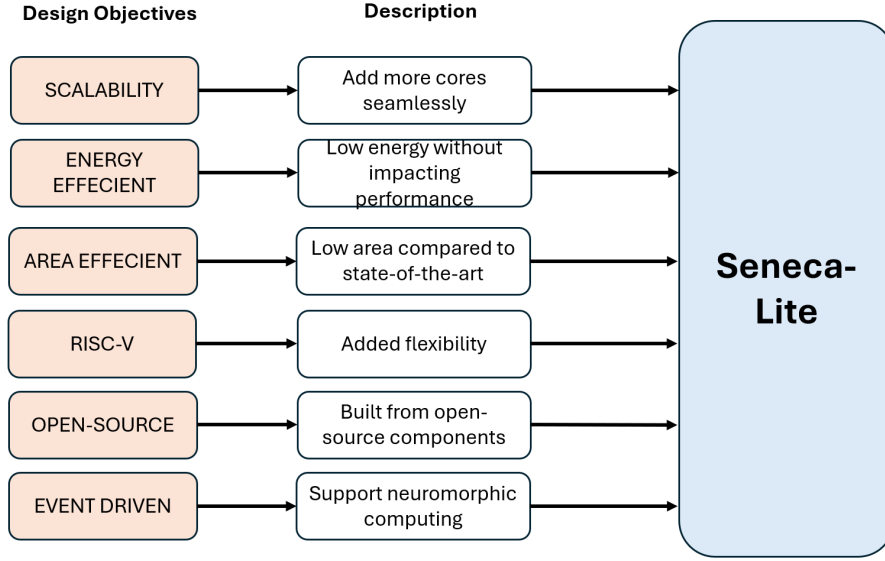 Design Objectives
Description
SCALABILITY
Add more cores
seamlessly
ENERGY
EFFECIENT
Low energy without
impacting
performance
AREA EFFECIENT
Low area compared to
state-of-the-art
RISC-V
Added flexibility
OPEN-SOURCE
Built from open-
source components
EVENT DRIVEN
Support neuromorphic
computing
Seneca-
Lite